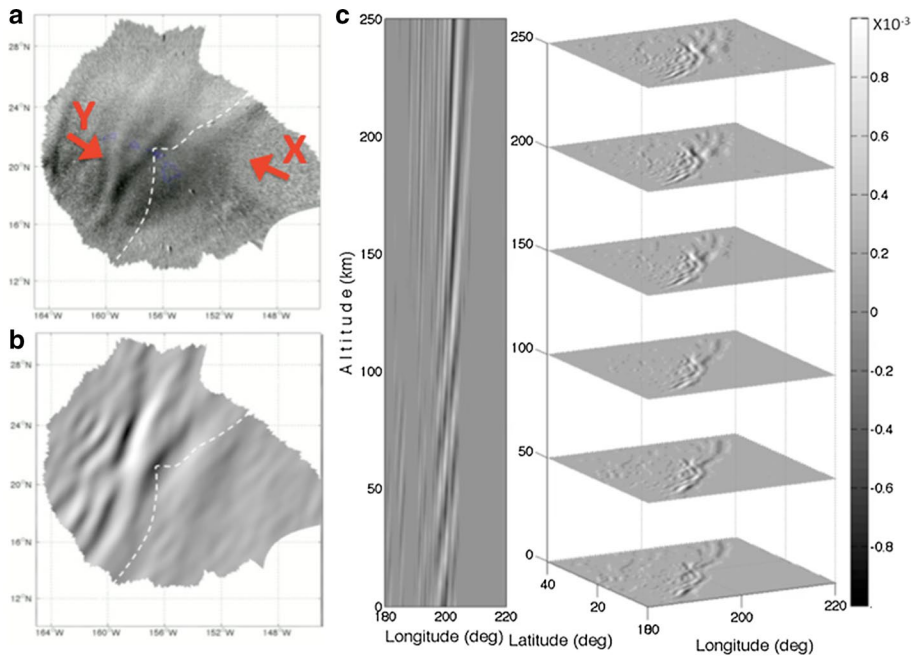 a
28°N
24°N
20°N
16°N
12°N
164°W 160°W 156°W 152°W 148°W
Y
X
b
28°N
24°N
20°N
16°N
12°N
164°W 160°W 156°W 152°W 148°W
c
250
200
150
100
50
0
Altitude (km)
180 200 220
Longitude (deg)
250
200
150
100
50
0
40
20
Latitude (deg)
180 200 220
Longitude (deg)
X10-3
0.8
0.6
0.4
0.2
0
-0.2
-0.4
-0.6
-0.8